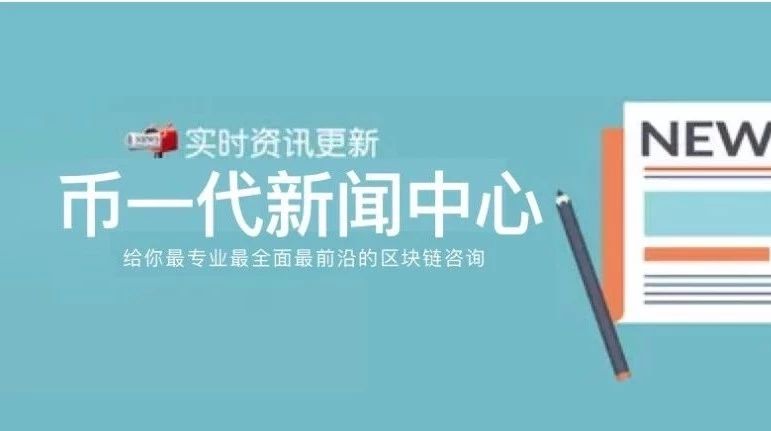 实时资讯更新
币一代新闻中心
给你最专业最全面最前沿的区块链咨询
NEW